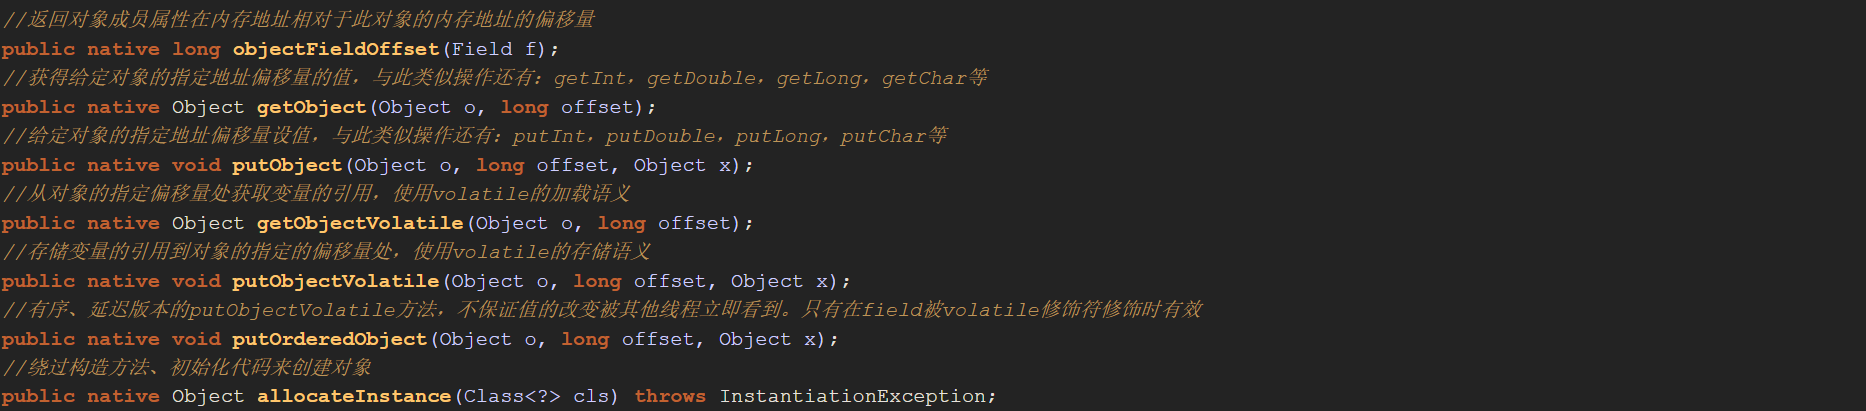 //返回对象成员属性在内存地址相对于此对象的内存地址的偏移量
public native long objectFieldOffset(Field f);
//获得给定对象的指定地址偏移量的值，与此类似操作还有：getInt，getDouble，getLong，getChar等
public native Object getObject(Object o, long offset);
//给定对象的指定地址偏移量设值，与此类似操作还有：putInt，putDouble，putLong，putChar等
public native void putObject(Object o, long offset, Object x);
//从对象的指定偏移量处获取变量的引用，使用volatile的加载语义
public native Object getObjectVolatile(Object o, long offset);
//存储变量的引用到对象的指定的偏移量处，使用volatile的存储语义
public native void putObjectVolatile(Object o, long offset, Object x);
//有序、延迟版本的putObjectVolatile方法，不保证值的改变被其他线程立即看到。只有在field被volatile修饰符修饰时有效
public native void putOrderedObject(Object o, long offset, Object x);
//绕过构造方法、初始化代码来创建对象
public native Object allocateInstance(Class<?> cls) throws InstantiationException;